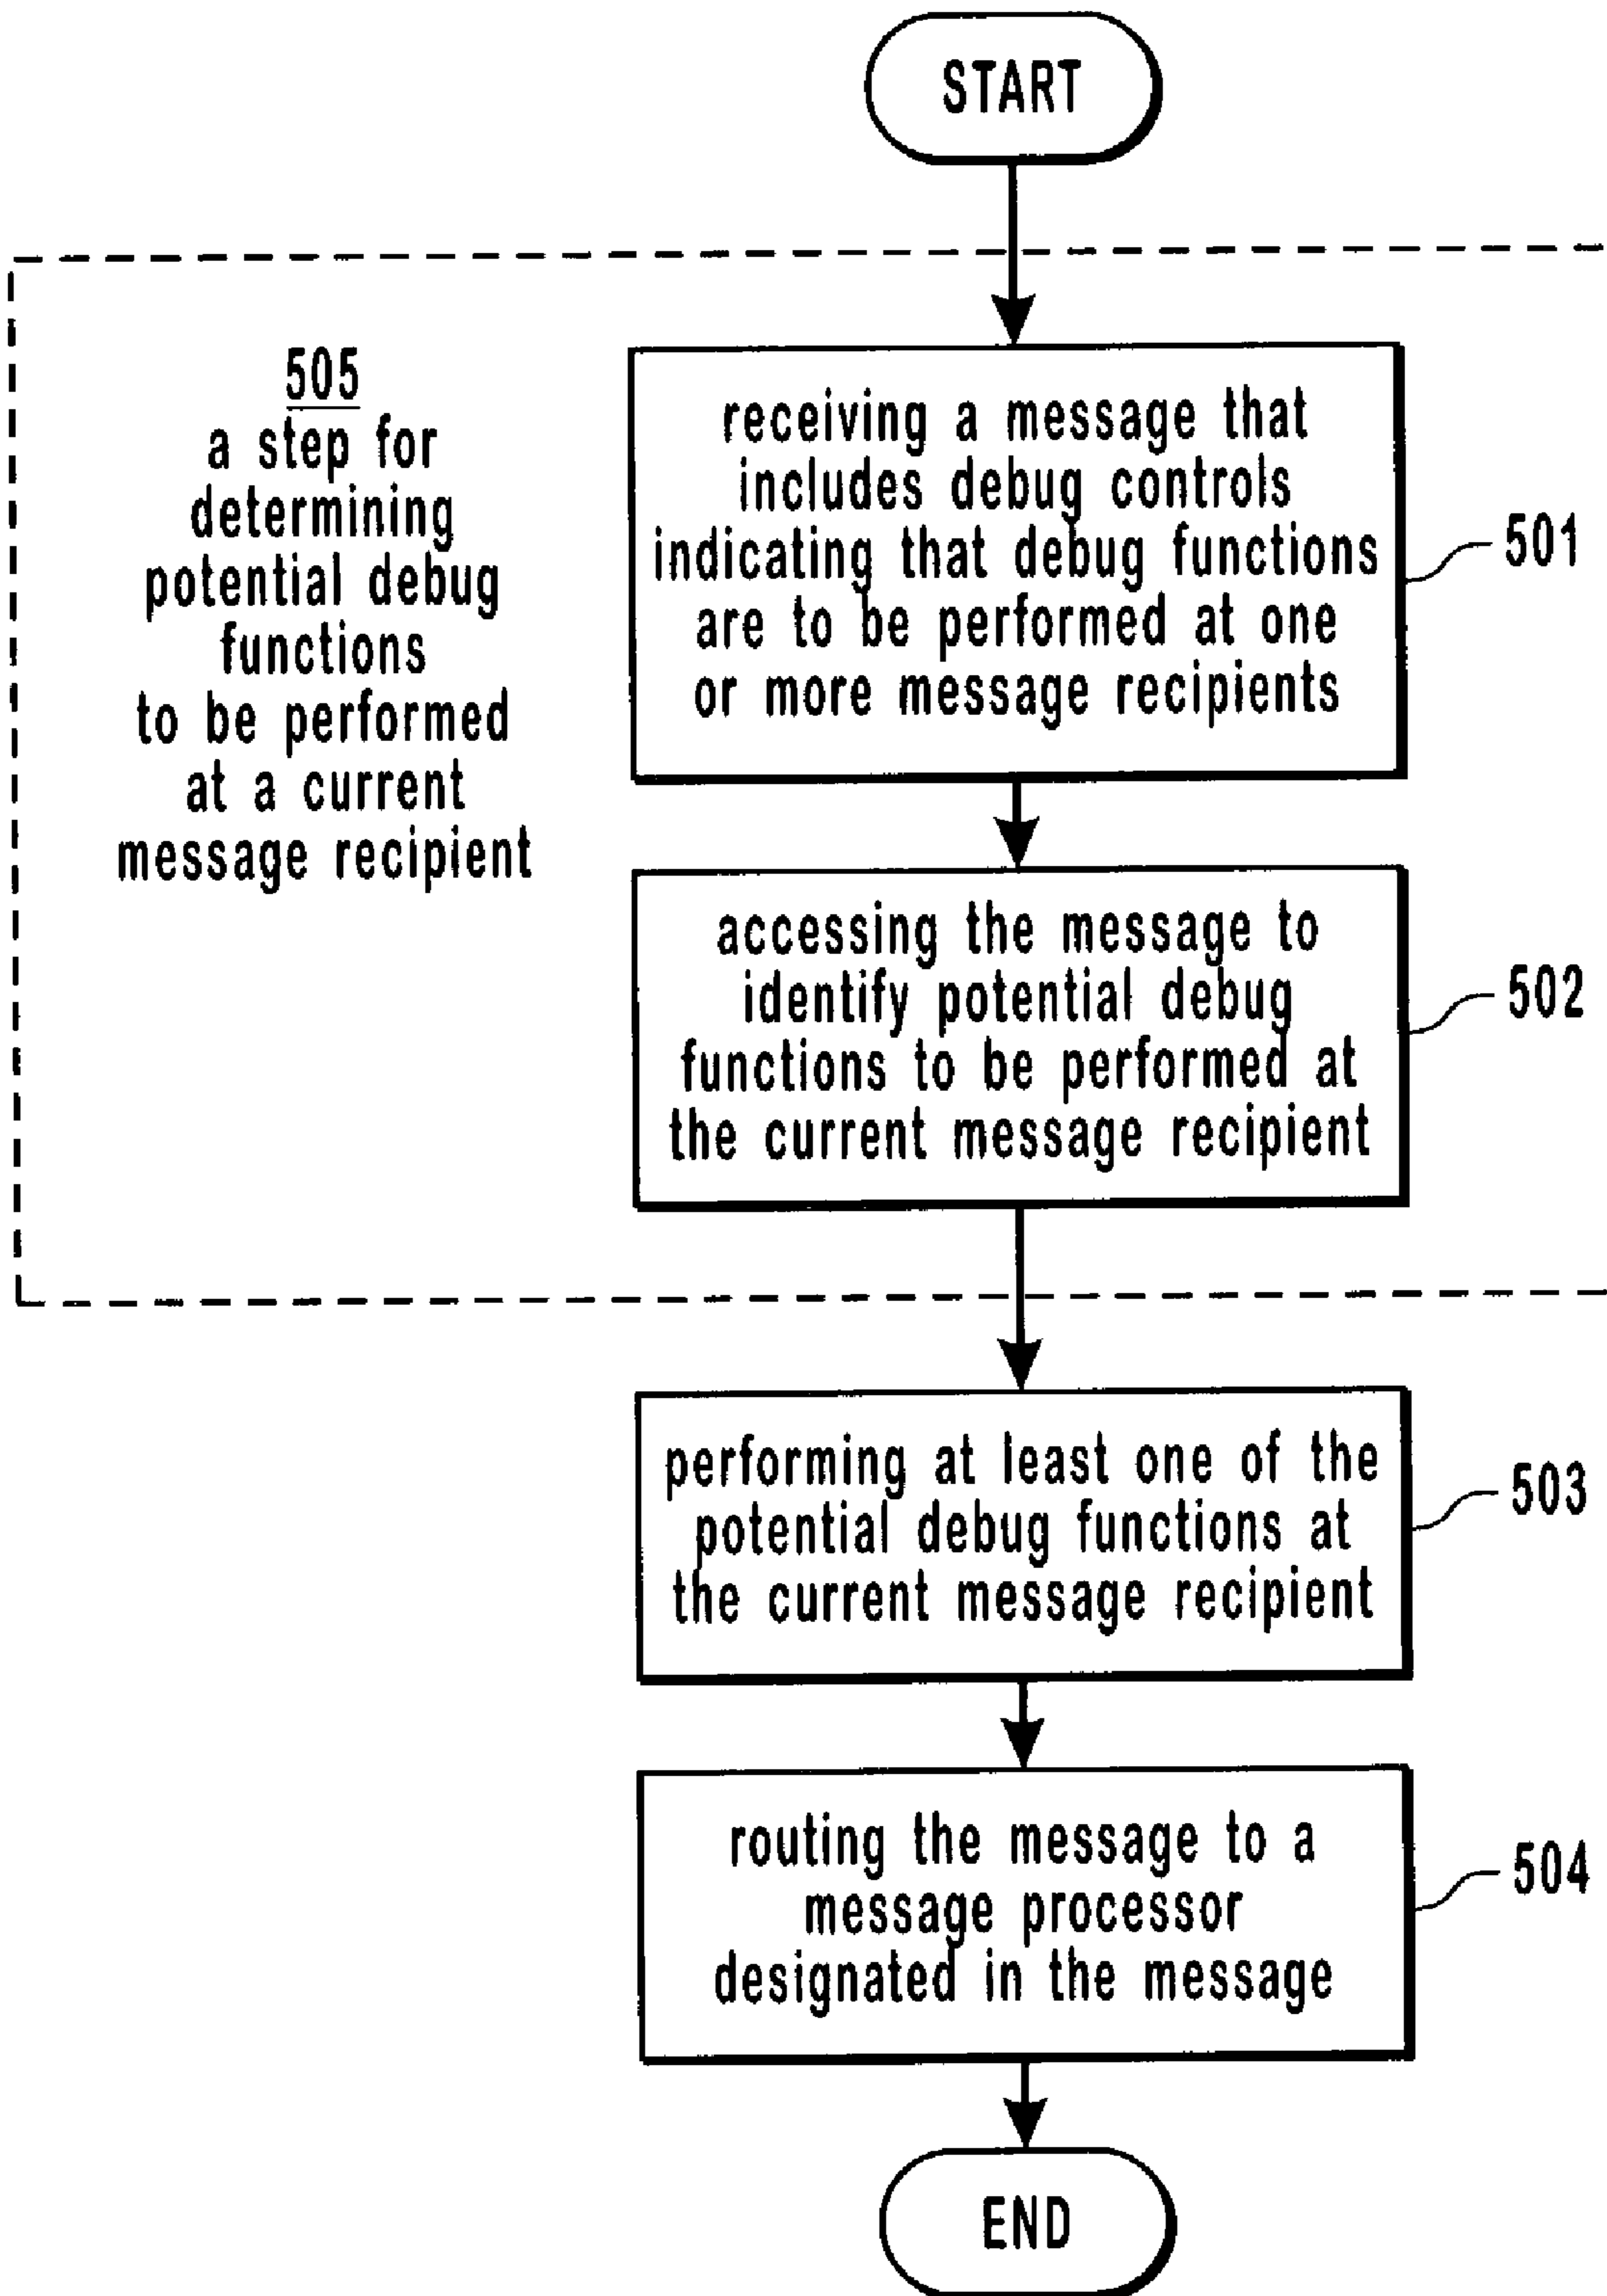 START
505
a step for
determining
potential debug
functions
to be performed
at a current
message recipient
receiving a message that
includes debug controls
indicating that debug functions
are to be performed at one
or more message recipients
501
accessing the message to
identify potential debug
functions to be performed at
the current message recipient
502
performing at least one of the
potential debug functions at
the current message recipient
503
routing the message to a
message processor
designated in the message
504
END